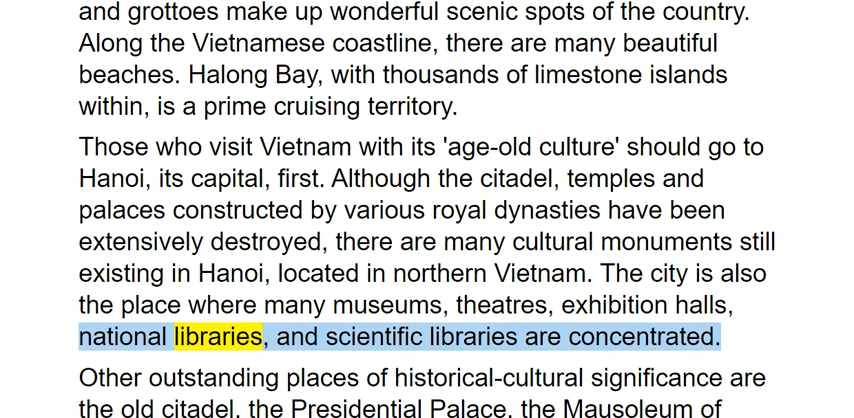 and grottoes make up wonderful scenic spots of the country.
Along the Vietnamese coastline, there are many beautiful
beaches. Halong Bay, with thousands of limestone islands
within, is a prime cruising territory.
Those who visit Vietnam with its 'age-old culture' should go to
Hanoi, its capital, first. Although the citadel, temples and
palaces constructed by various royal dynasties have been
extensively destroyed, there are many cultural monuments still
existing in Hanoi, located in northern Vietnam. The city is also
the place where many museums, theatres, exhibition halls,
national libraries, and scientific libraries are concentrated.
Other outstanding places of historical-cultural significance are
the old citadel, the Presidential Palace, the Mausoleum of